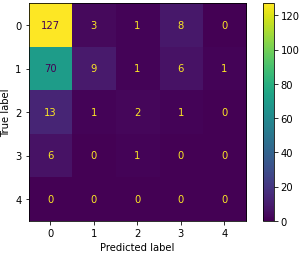 0 127 3 1 8 0
1 70 9 1 6 1
2 13 1 2 1 0
3 6 0 1 0 0
4 0 0 0 0 0
0 1 2 3 4
Predicted label
True label
120
100
80
60
40
20
0